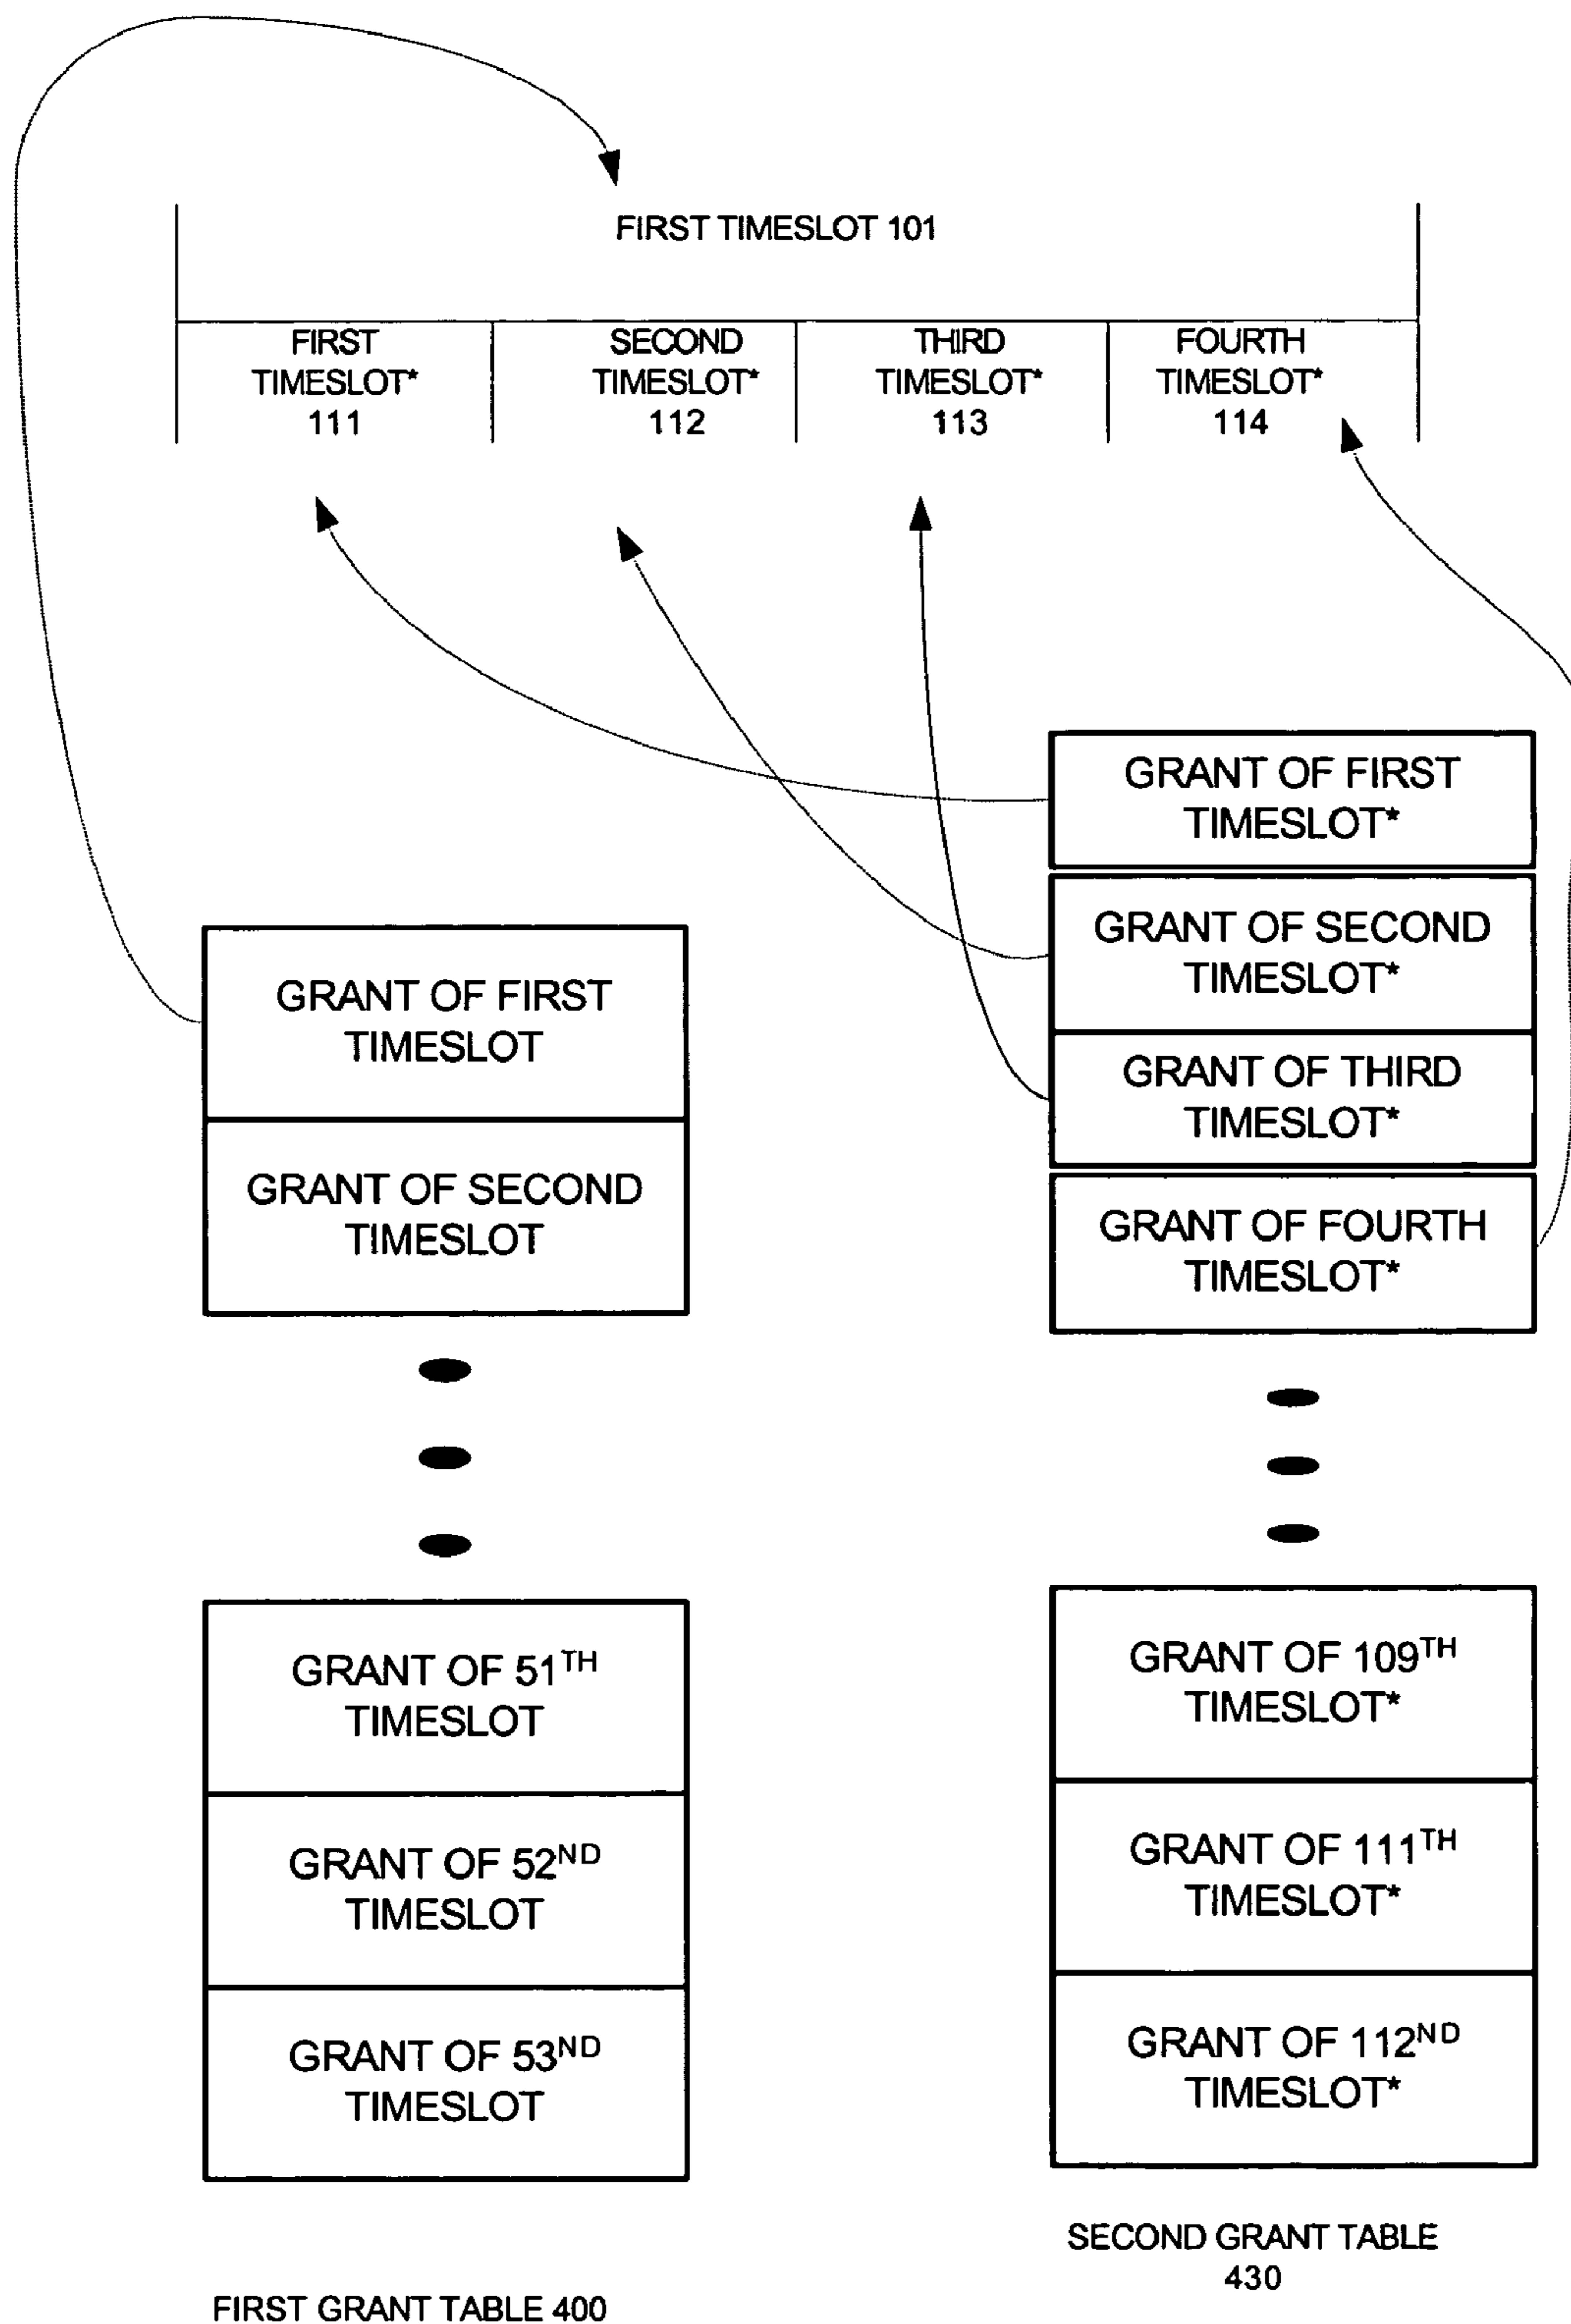 FIRST TIMESLOT 101
FIRST
TIMESLOT*
111
SECOND
TIMESLOT*
112
THIRD
TIMESLOT*
113
FOURTH
TIMESLOT*
114
GRANT OF FIRST
TIMESLOT
GRANT OF SECOND
TIMESLOT
GRANT OF 51TH
TIMESLOT
GRANT OF 52ND
TIMESLOT
GRANT OF 53ND
TIMESLOT
FIRST GRANT TABLE 400
GRANT OF FIRST
TIMESLOT*
GRANT OF SECOND
TIMESLOT*
GRANT OF THIRD
TIMESLOT*
GRANT OF FOURTH
TIMESLOT*
GRANT OF 109TH
TIMESLOT*
GRANT OF 111TH
TIMESLOT*
GRANT OF 112ND
TIMESLOT*
SECOND GRANT TABLE
430